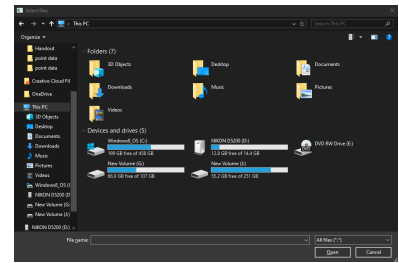 Select files
This PC
Search This PC
Organize
Handout
point data
point data
Creative Cloud Fil
OneDrive
This PC
3D Objects
Desktop
Documents
Downloads
Music
Pictures
Videos
Windows8_OS (C
NIKON D5200 (D:
New Volume (G:
New Volume (I:)
NIKON D5200 (D:)
Folders (7)
3D Objects
Desktop
Documents
Downloads
Music
Pictures
Videos
Devices and drives (5)
Windows8_OS (C:)
199 GB free of 458 GB
NIKON D5200 (D:)
12.8 GB free of 14.4 GB
DVD RW Drive (E:)
New Volume (G:)
66.9 GB free of 107 GB
New Volume (I:)
55.2 GB free of 251 GB
File name:
All files (*.*)
Open
Cancel